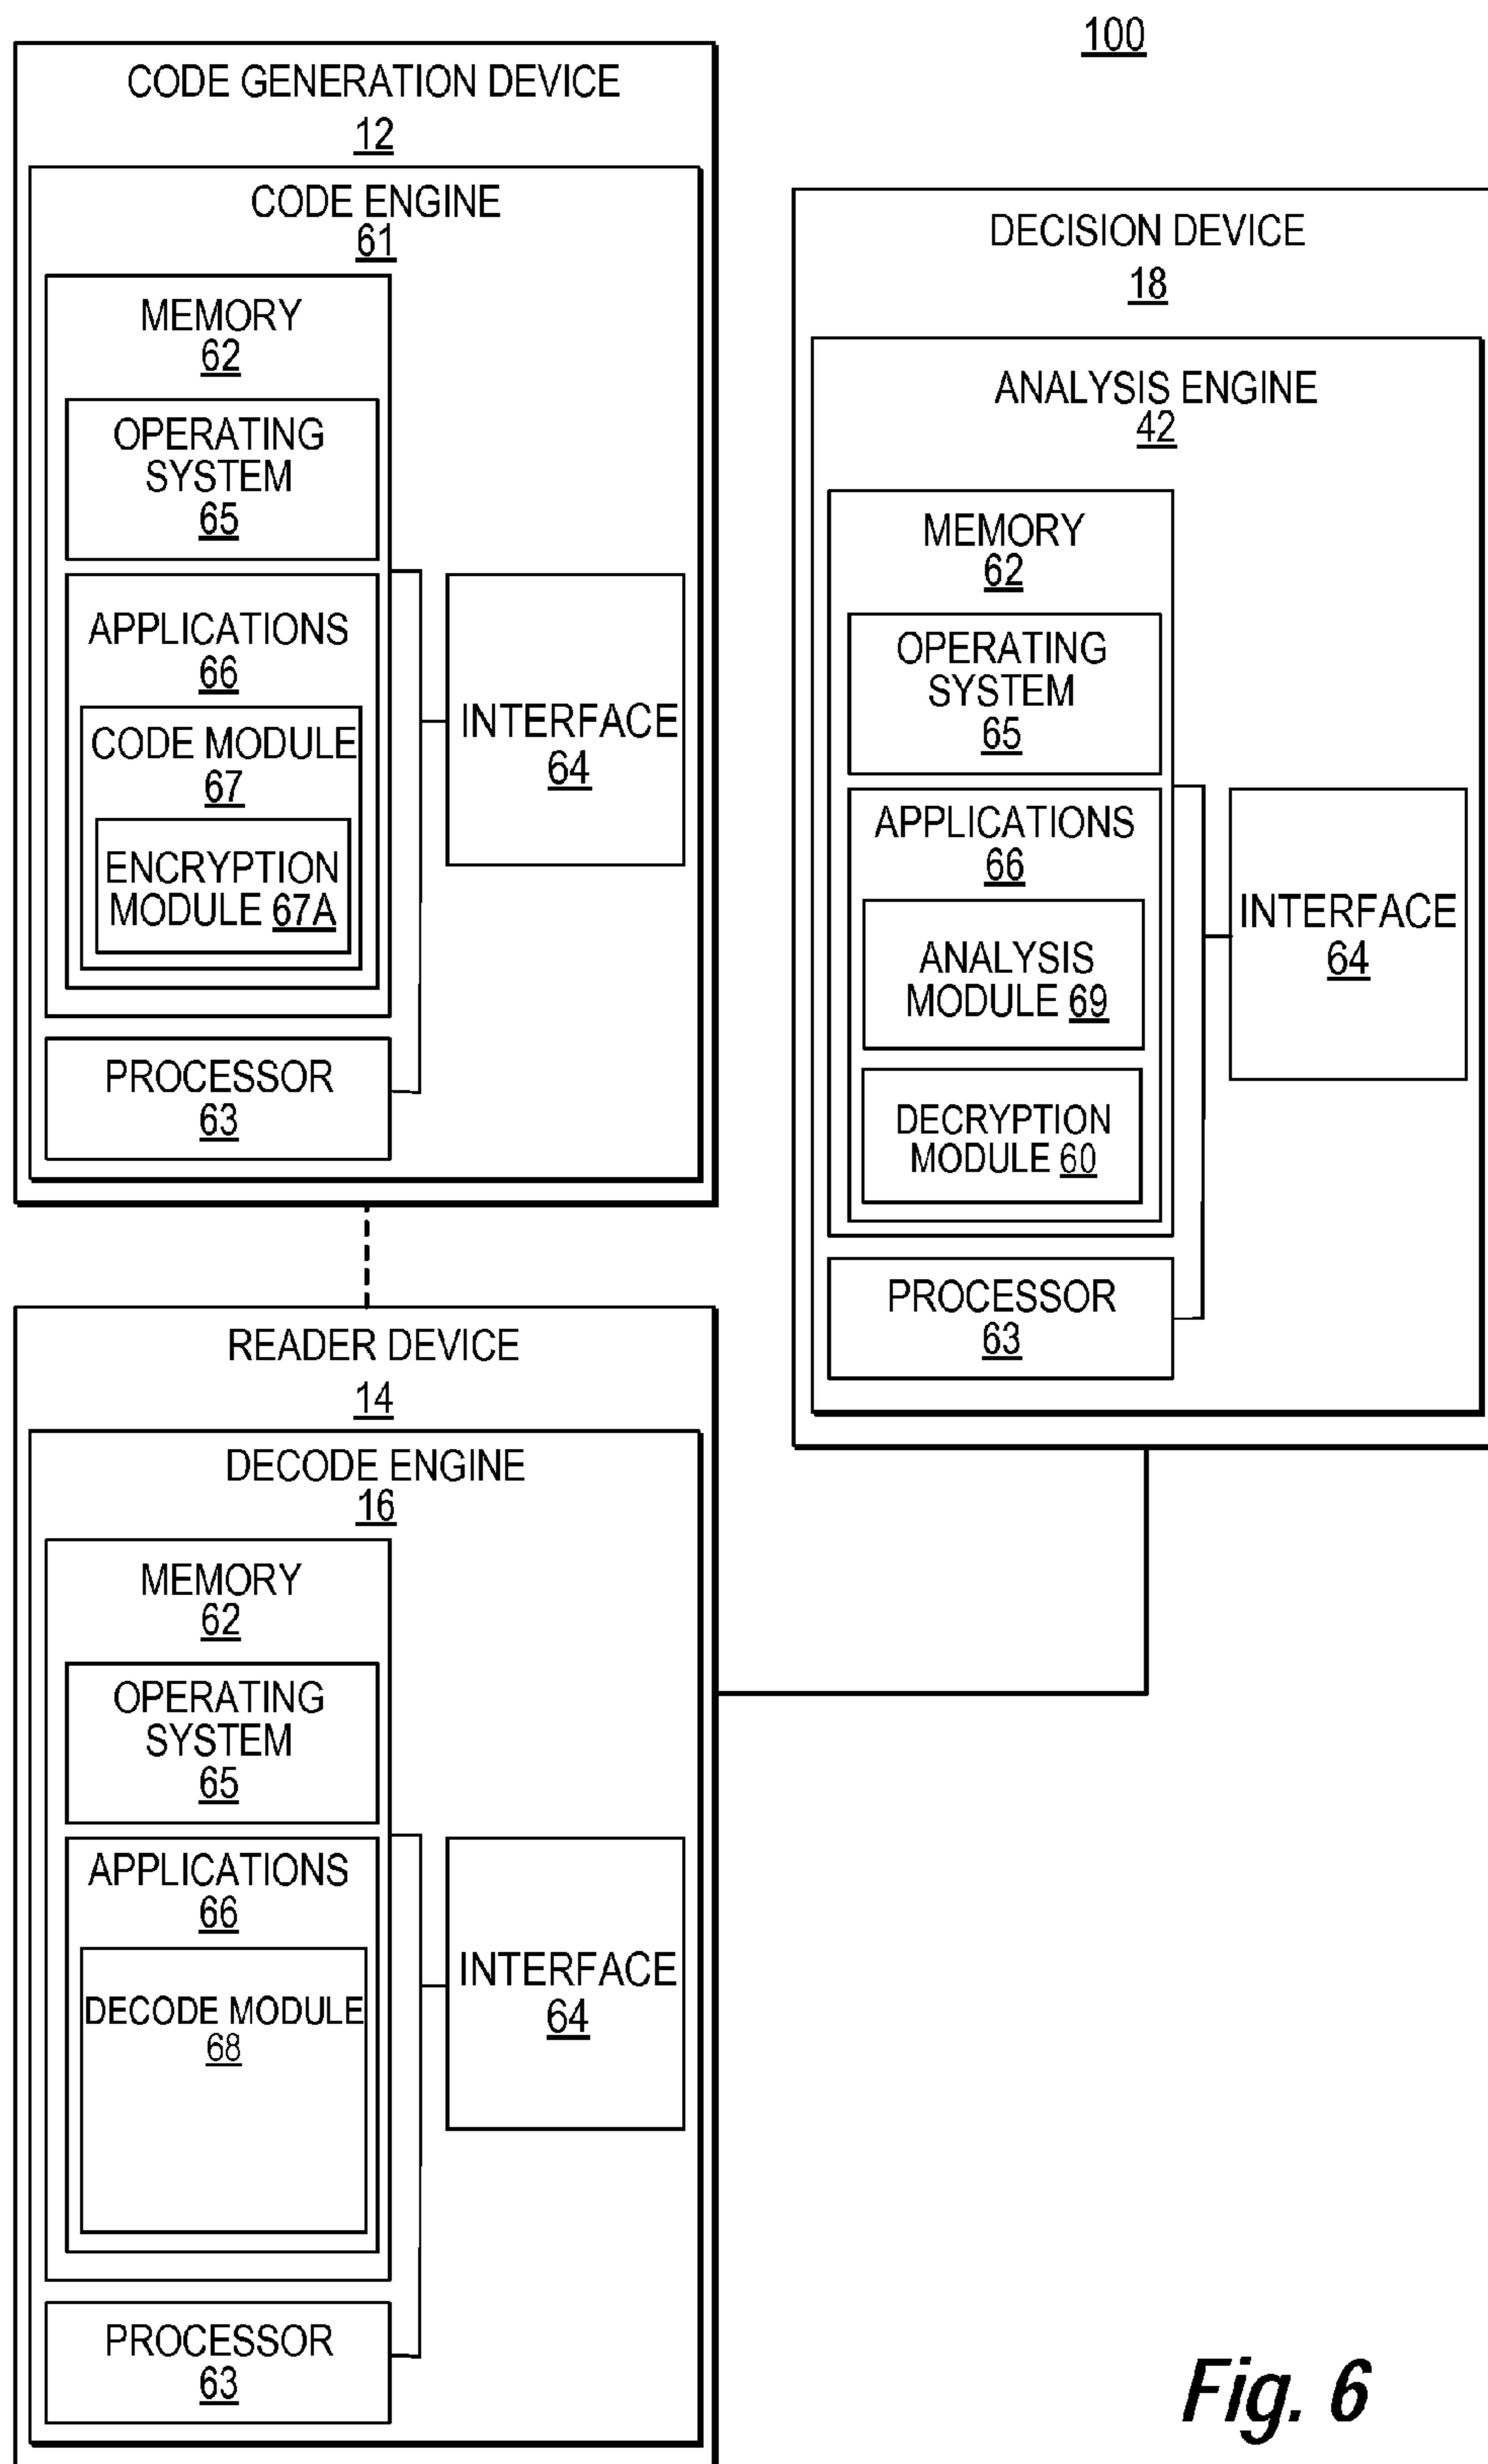 100
CODE GENERATION DEVICE
12
CODE ENGINE
61
MEMORY
62
OPERATING
SYSTEM
65
APPLICATIONS
66
CODE MODULE
67
ENCRYPTION
MODULE 67A
INTERFACE
64
PROCESSOR
63
DECISION DEVICE
18
ANALYSIS ENGINE
42
MEMORY
62
OPERATING
SYSTEM
65
APPLICATIONS
66
ANALYSIS
MODULE 69
DECRYPTION
MODULE 60
INTERFACE
64
PROCESSOR
63
READER DEVICE
14
DECODE ENGINE
16
MEMORY
62
OPERATING
SYSTEM
65
APPLICATIONS
66
DECODE MODULE
68
INTERFACE
64
PROCESSOR
63
Fig. 6